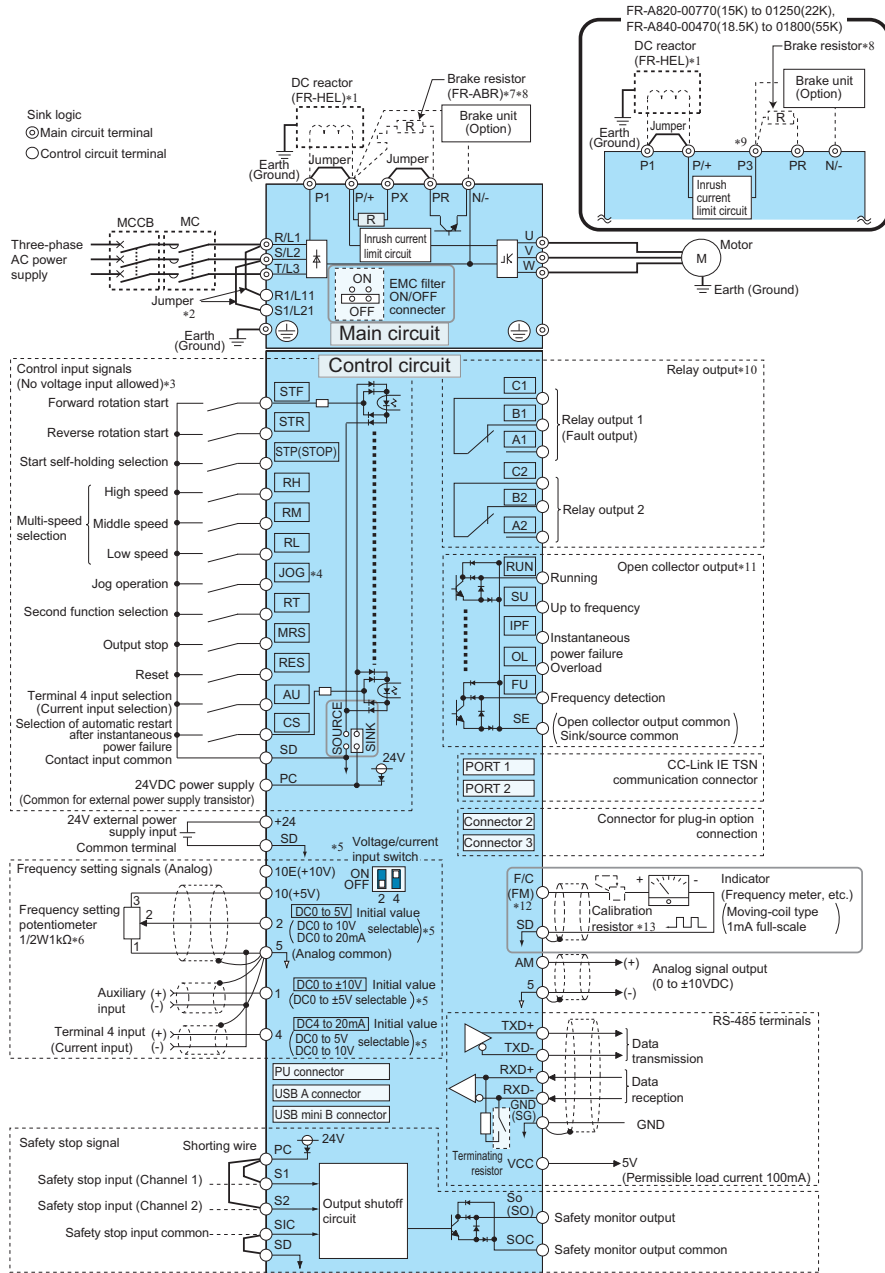 FR-A820-00770(15K) to 01250(22K),
FR-A840-00470(18.5K) to 01800(55K)
DC reactor
(FR-HEL)*1
Brake resistor*8
Brake unit
(Option)
R
Earth
(Ground)
Jumper
*9
P1
P/+
P3
PR
N/-
Inrush
current
limit circuit
Sink logic
Main circuit terminal
Control circuit terminal
DC reactor
(FR-HEL)*1
Brake resistor
(FR-ABR)*7*8
Brake unit
(Option)
R
Earth
(Ground)
Jumper
Jumper
P1
P/+
PX
PR
N/-
R
Inrush current
limit circuit
MCCB
MC
Three-phase
AC power
supply
R/L1
S/L2
T/L3
R1/L11
S1/L21
Jumper
*2
Earth
(Ground)
ON
OFF
EMC filter
ON/OFF
connecter
U
V
W
Motor
M
Earth (Ground)
Main circuit
Control circuit
Control input signals
(No voltage input allowed)*3
Forward rotation start
STF
Reverse rotation start
STR
Start self-holding selection
STP(STOP)
Multi-speed
selection
High speed
RH
Middle speed
RM
Low speed
RL
Jog operation
JOG *4
Second function selection
RT
Output stop
MRS
Reset
RES
Terminal 4 input selection
(Current input selection)
AU
Selection of automatic restart
after instantaneous
power failure
CS
Contact input common
SD
SOURCE
SINK
24V
24VDC power supply
(Common for external power supply transistor)
PC
24V external power
supply input
+24
Common terminal
SD
Relay output*10
C1
B1
A1
Relay output 1
(Fault output)
C2
B2
A2
Relay output 2
Open collector output*11
RUN
Running
SU
Up to frequency
IPF
Instantaneous
power failure
OL
Overload
FU
Frequency detection
SE
(Open collector output common
Sink/source common)
PORT 1
PORT 2
CC-Link IE TSN
communication connector
Connector 2
Connector 3
Connector for plug-in option
connection
Frequency setting signals (Analog)
*5
Voltage/current
input switch
ON
OFF
2 4
10E(+10V)
10(+5V)
Frequency setting
potentiometer
1/2W1kΩ*6
3
2
1
2
DC0 to 5V Initial value
(DC0 to 10V
DC0 to 20mA selectable)*5
5
(Analog common)
Auxiliary
input
(+)
(-)
1
DC0 to ±10V Initial value
(DC0 to ±5V selectable)*5
Terminal 4 input
(Current input)
(+)
(-)
4
DC4 to 20mA Initial value
(DC0 to 5V
DC0 to 10V selectable)*5
F/C
(FM)
*12
SD
+
-
Calibration
resistor *13
Indicator
(Frequency meter, etc.)
(Moving-coil type
1mA full-scale)
AM
5
(+)
(-)
Analog signal output
(0 to ±10VDC)
RS-485 terminals
TXD+
TXD-
Data
transmission
RXD+
RXD-
Data
reception
GND
(SG)
GND
Terminating
resistor
VCC
5V
(Permissible load current 100mA)
PU connector
USB A connector
USB mini B connector
Safety stop signal
Shorting wire
PC
24V
Safety stop input (Channel 1)
S1
Safety stop input (Channel 2)
S2
Safety stop input common
SIC
SD
Output shutoff
circuit
So
(SO)
Safety monitor output
SOC
Safety monitor output common